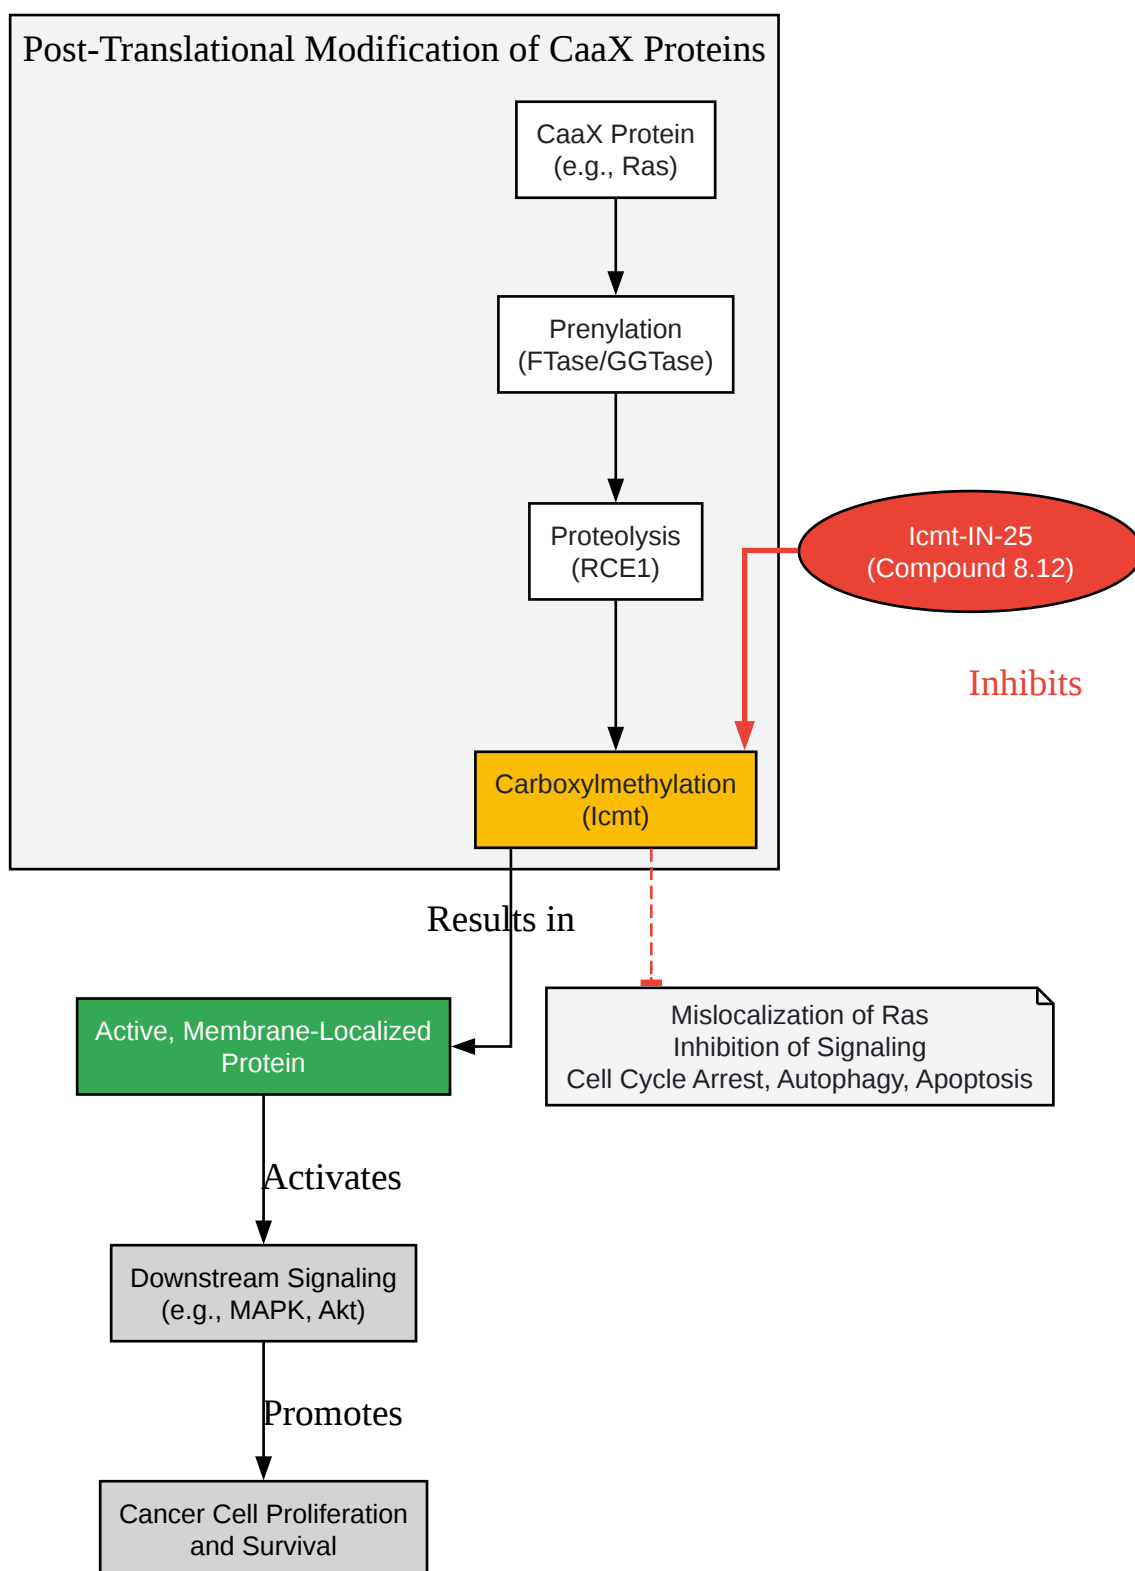 Post-Translational Modification of CaaX Proteins
CaaX Protein
(e.g., Ras)
Prenylation
(FTase/GGTase)
Proteolysis
(RCE1)
Icmt-IN-25
(Compound 8.12)
Inhibits
Carboxylmethylation
(Icmt)
Results in
Active, Membrane-Localized
Protein
Mislocalization of Ras
Inhibition of Signaling
Cell Cycle Arrest, Autophagy, Apoptosis
Activates
Downstream Signaling
(e.g., MAPK, Akt)
Promotes
Cancer Cell Proliferation
and Survival